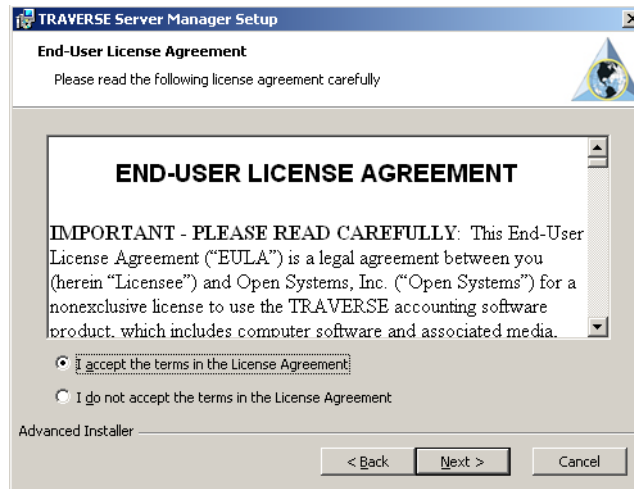 TRAVERSE Server Manager Setup
End-User License Agreement
Please read the following license agreement carefully
END-USER LICENSE AGREEMENT
IMPORTANT - PLEASE READ CAREFULLY: This End-User
License Agreement (“EULA”) is a legal agreement between you
(herein “Licensee”) and Open Systems, Inc. (“Open Systems”) for a
nonexclusive license to use the TRAVERSE accounting software
product, which includes computer software and associated media,
I accept the terms in the License Agreement
I do not accept the terms in the License Agreement
Advanced Installer
< Back Next > Cancel